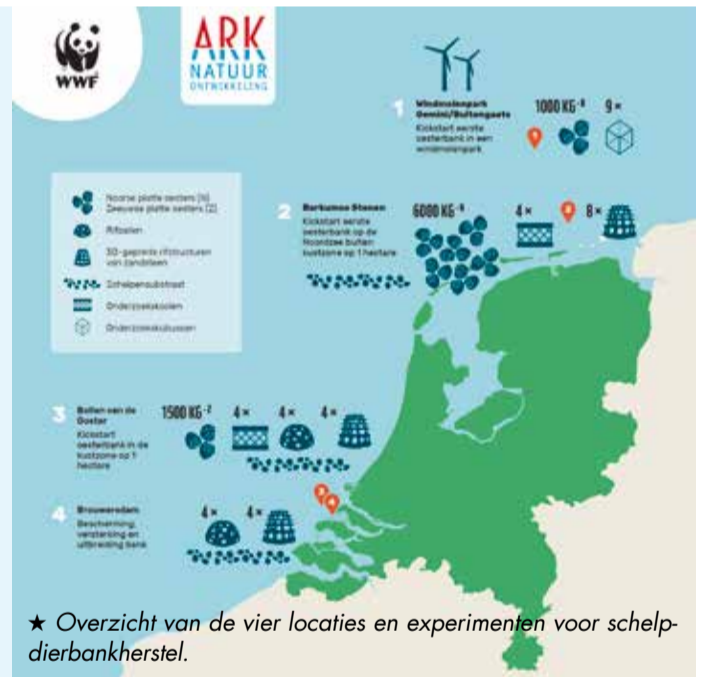 WWF
ARK
NATUUR
ONTWIKKELING
1
Windmolenpark
Gemini/Buitengaats
Kickstart eerste
oesterbank in een
windmolenpark
1000 KG
9×
Noorse platte oesters (N)
Zeeuwse platte oesters (Z)
Rifballen
3D-geprinte rifstructuren
van zandsteen
Schelpensubstraat
Onderzoekskooien
Onderzoekskubussen
2
Borkumse Stenen
Kickstart eerste
oesterbank op de
Noordzee buiten
kustzone op 1 hectare
6000 KG
4×
8×
3
Bollen van de
Ooster
Kickstart
oesterbank in de
kustzone op 1
hectare
1500 KG-Z
4×
4×
4×
4
Brouwersdam
Bescherming,
versterking en
uitbreiding bank
4×
4×
★ Overzicht van de vier locaties en experimenten voor schelp-
dierbankherstel.